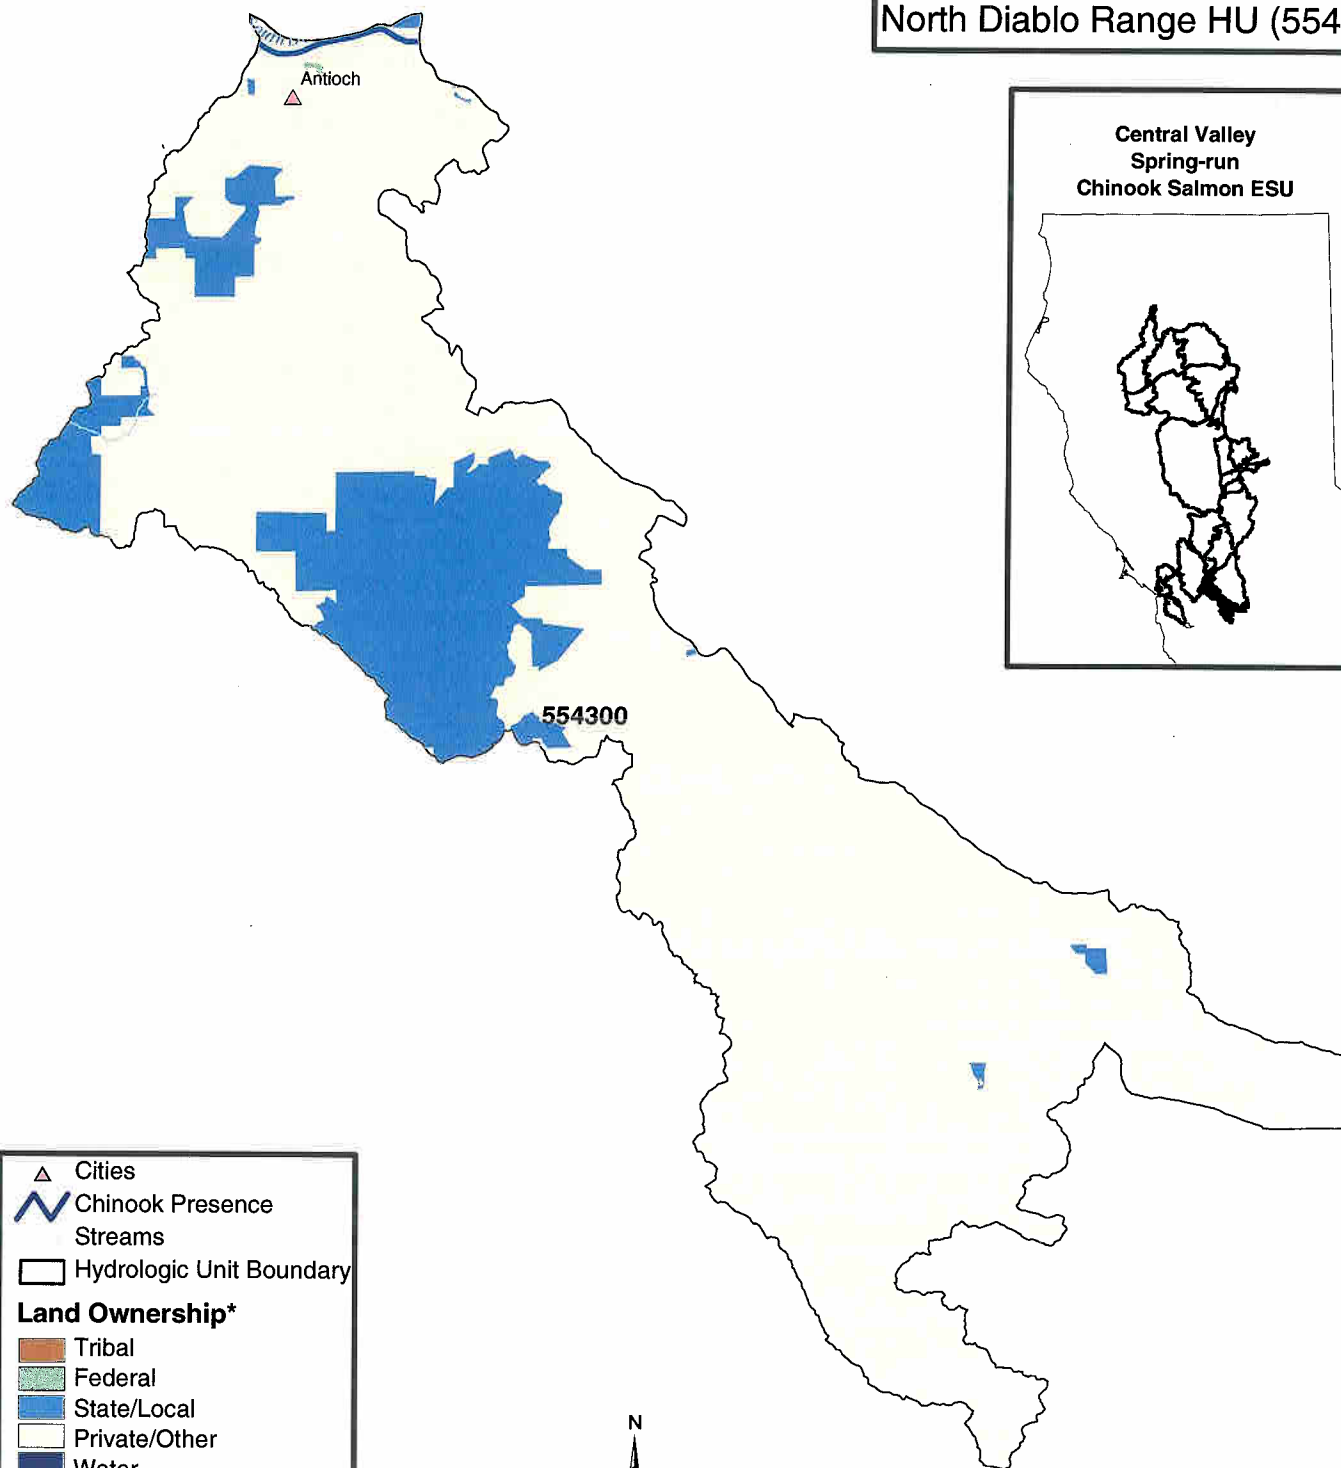 North Diablo Range HU (554
Antioch
Central Valley
Spring-run
Chinook Salmon ESU
554300
Cities
Chinook Presence
Streams
Hydrologic Unit Boundary
Land Ownership*
Tribal
Federal
State/Local
Private/Other
Water
N